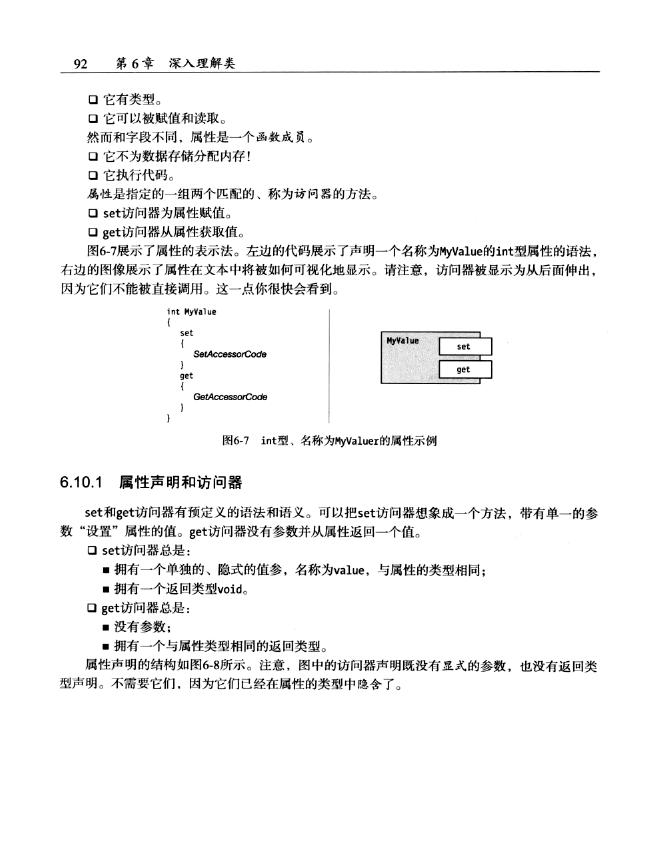 92 第6章 深入理解类
❑ 它有类型。
❑ 它可以被赋值和读取。
然而和字段不同，属性是一个函数成员。
❑ 它不为数据存储分配内存！
❑ 它执行代码。
属性是指定的一组两个匹配的、称为访问器的方法。
❑ set访问器为属性赋值。
❑ get访问器从属性获取值。
图6-7展示了属性的表示法。左边的代码展示了声明一个名称为MyValue的int型属性的语法，
右边的图像展示了属性在文本中将被如何可视化地显示。请注意，访问器被显示为从后面伸出，
因为它们不能被直接调用。这一点你很快会看到。
int MyValue
{
set
{
SetAccessorCode
}
get
{
GetAccessorCode
}
}
MyValue
set
get
图6-7 int型、名称为MyValuer的属性示例
6.10.1 属性声明和访问器
set和get访问器有预定义的语法和语义。可以把set访问器想象成一个方法，带有单一的参
数“设置”属性的值。get访问器没有参数并从属性返回一个值。
❑ set访问器总是：
■ 拥有一个单独的、隐式的值参，名称为value，与属性的类型相同；
■ 拥有一个返回类型void。
❑ get访问器总是：
■ 没有参数；
■ 拥有一个与属性类型相同的返回类型。
属性声明的结构如图6-8所示。注意，图中的访问器声明既没有显式的参数，也没有返回类
型声明。不需要它们，因为它们已经在属性的类型中隐含了。